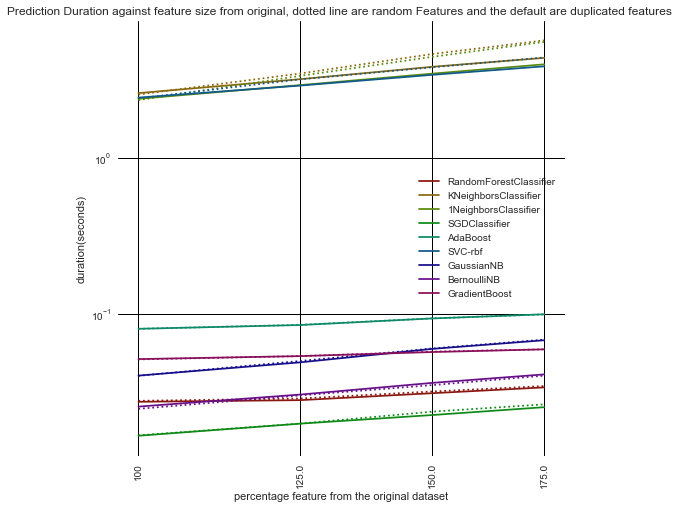 Prediction Duration against feature size from original, dotted line are random Features and the default are duplicated features
10^0
duration(seconds)
RandomForestClassifier
KNeighborsClassifier
1NeighborsClassifier
SGDClassifier
AdaBoost
SVC-rbf
GaussianNB
BernoulliNB
GradientBoost
10^-1
100
125.0
150.0
175.0
percentage feature from the original dataset